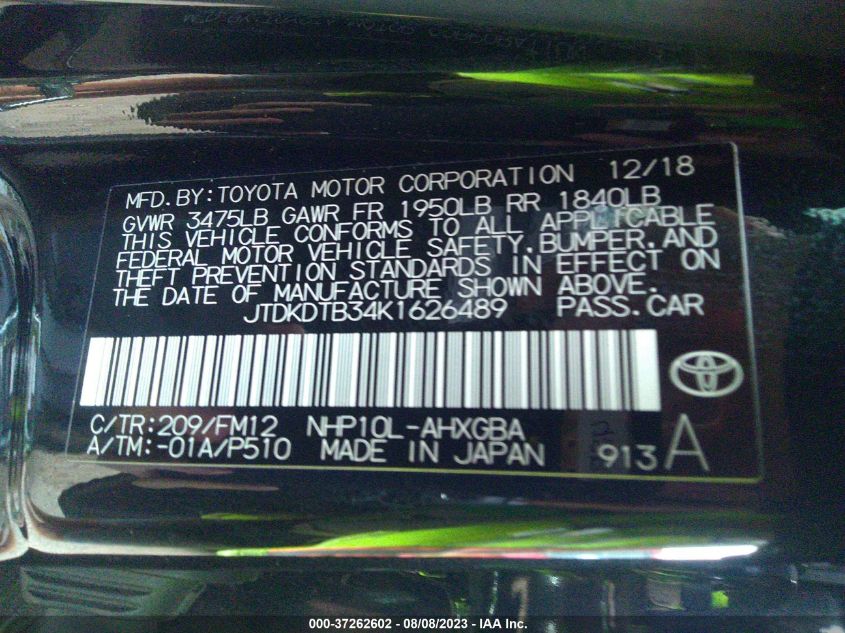 MFD.BY:TOYOTA MOTOR CORPORATION 12/18
GVWR 3475LB GAWR FR 1950LB RR 1840LB
THIS VEHICLE CONFORMS TO ALL APPLICABLE
FEDERAL MOTOR VEHICLE SAFETY,BUMPER,AND
THEFT PREVENTION STANDARDS IN EFFECT ON
THE DATE OF MANUFACTURE SHOWN ABOVE.
JTDKDTB34K1626489 PASS.CAR
C/TR:209/FM12 NHP10L-AHXGBA
A/TM:-01A/P510 MADE IN JAPAN 913 A
000-37262602 - 08/08/2023 - IAA Inc.